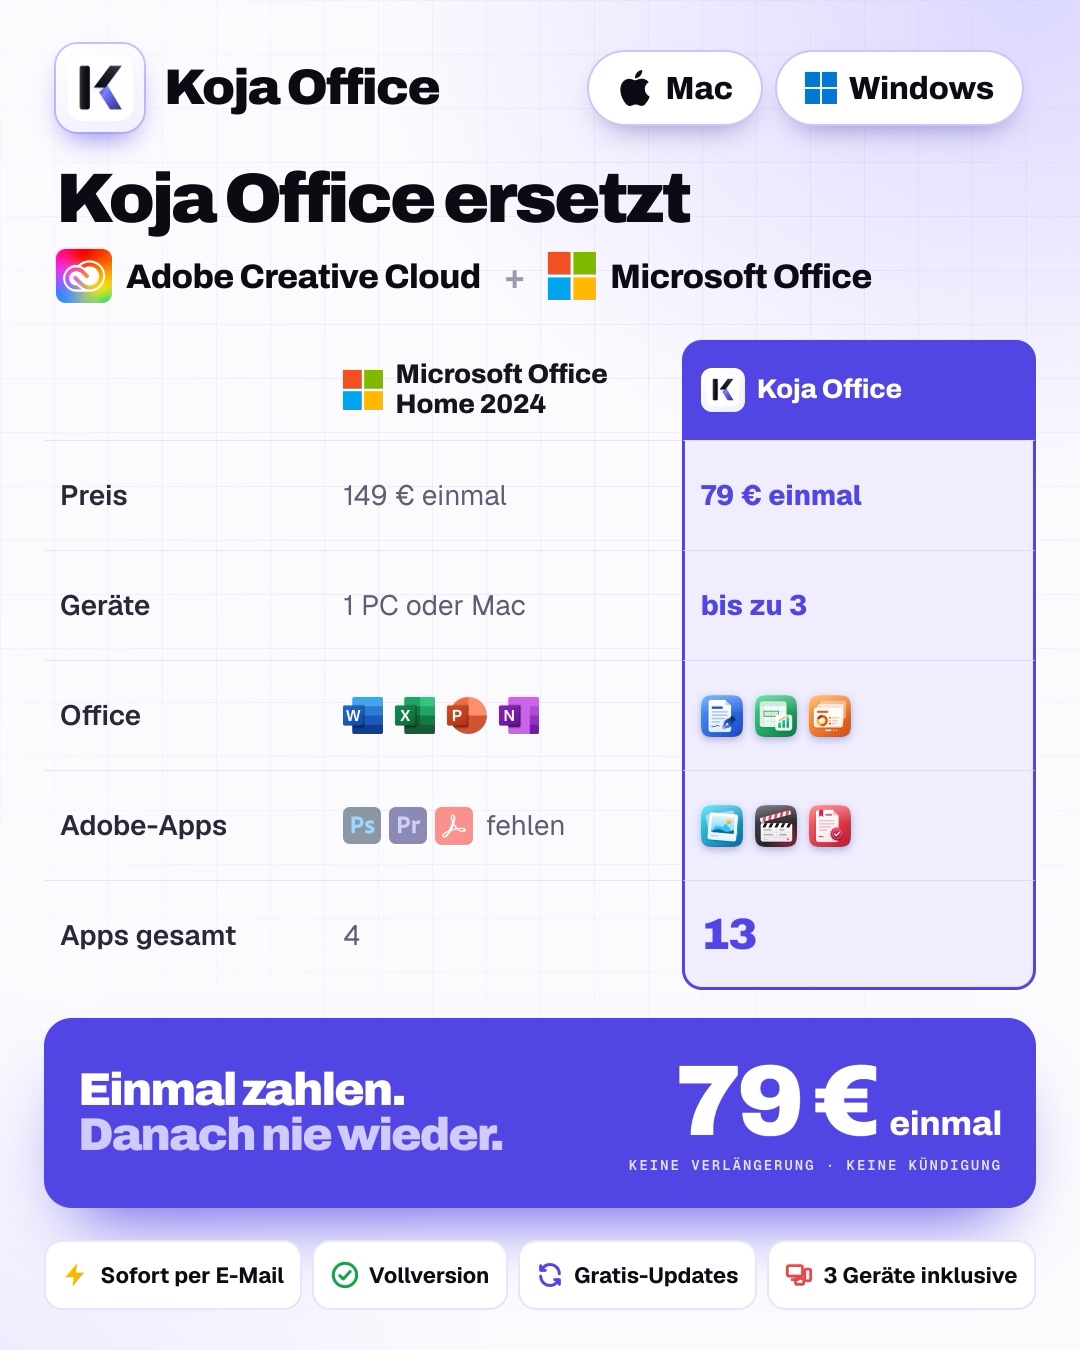 Koja Office
Mac
Windows
Koja Office ersetzt
Adobe Creative Cloud + Microsoft Office
Microsoft Office
Home 2024
Koja Office
Preis
149 € einmal
79 € einmal
Geräte
1 PC oder Mac
bis zu 3
Office
W X P N
Adobe-Apps
Ps Pr fehlen
Apps gesamt
4
13
Einmal zahlen.
Danach nie wieder.
79 € einmal
KEINE VERLÄNGERUNG · KEINE KÜNDIGUNG
Sofort per E-Mail
Vollversion
Gratis-Updates
3 Geräte inklusive